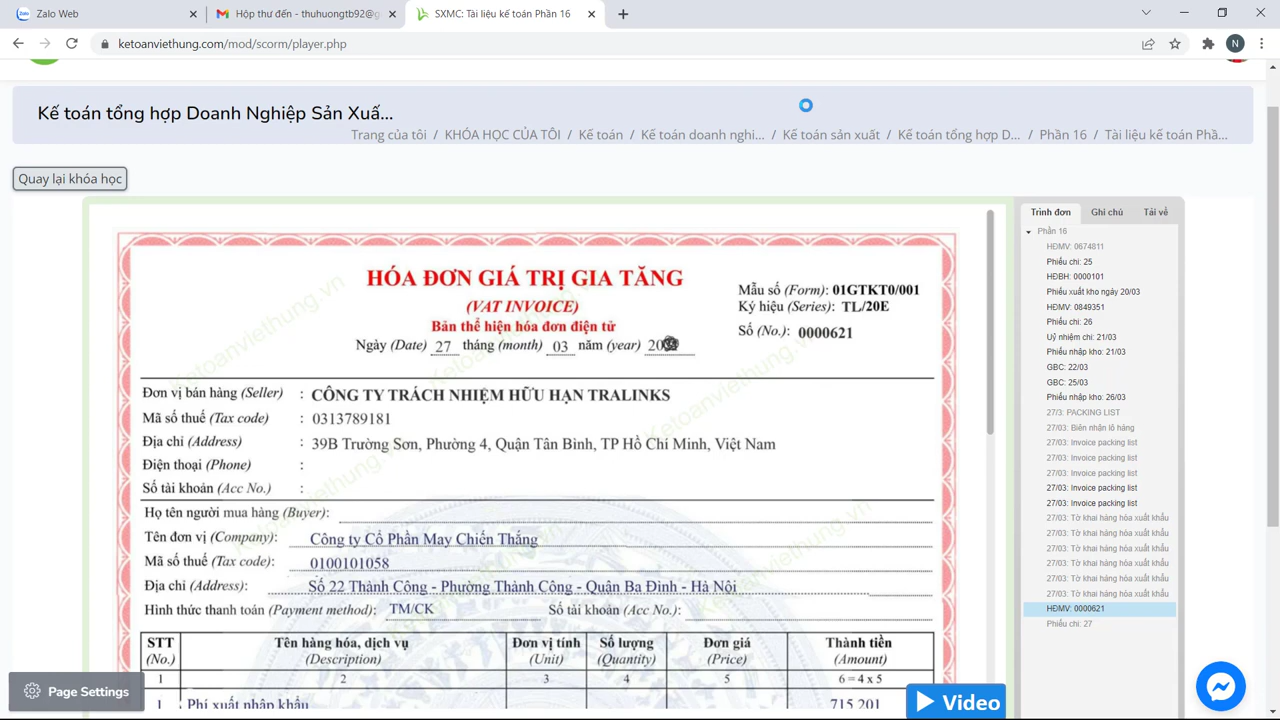 Zalo Web
Hộp thư đến - thuhuongtb92@g
SXMC: Tài liệu kế toán Phần 16
ketoanviethung.com/mod/scorm/player.php
N
Kế toán tổng hợp Doanh Nghiệp Sản Xuấ...
Trang của tôi / KHÓA HỌC CỦA TÔI / Kế toán / Kế toán doanh nghi... / Kế toán sản xuất / Kế toán tổng hợp D... / Phần 16 / Tài liệu kế toán Phầ...
Quay lại khóa học
HÓA ĐƠN GIÁ TRỊ GIA TĂNG
(VAT INVOICE)
Bản thể hiện hóa đơn điện tử
Ngày (Date) 27 tháng (month) 03 năm (year)
Mẫu số (Form): 01GTKT0/001
Ký hiệu (Series): TL/20E
Số (No.): 0000621
Đơn vị bán hàng (Seller) : CÔNG TY TRÁCH NHIỆM HỮU HẠN TRALINKS
Mã số thuế (Tax code) : 0313789181
Địa chỉ (Address) : 39B Trường Sơn, Phường 4, Quận Tân Bình, TP Hồ Chí Minh, Việt Nam
Điện thoại (Phone) :
Số tài khoản (Acc No.) :
Họ tên người mua hàng (Buyer):
Tên đơn vị (Company): Công ty Cổ Phần May Chiến Thắng
Mã số thuế (Tax code): 0100101058
Địa chỉ (Address): Số 22 Thành Công - Phường Thành Công - Quận Ba Đình - Hà Nội
Hình thức thanh toán (Payment method): TM/CK Số tài khoản (Acc No.):
STT Tên hàng hóa, dịch vụ Đơn vị tính Số lượng Đơn giá Thành tiền
(No.) (Description) (Unit) (Quantity) (Price) (Amount)
1 2 3 4 5 6 = 4 x 5
1 Phí xuất nhập khẩu 715.201
Trình đơn Ghi chú Tải về
Phần 16
HĐMV: 0674811
Phiếu chi: 25
HĐBH: 0000101
Phiếu xuất kho ngày 20/03
HĐMV: 0849351
Phiếu chi: 26
Uỷ nhiệm chi: 21/03
Phiếu nhập kho: 21/03
GBC: 22/03
GBC: 25/03
Phiếu nhập kho: 26/03
27/3: PACKING LIST
27/03: Biên nhận lô hàng
27/03: Invoice packing list
27/03: Invoice packing list
27/03: Invoice packing list
27/03: Invoice packing list
27/03: Invoice packing list
27/03: Tờ khai hàng hóa xuất khẩu
27/03: Tờ khai hàng hóa xuất khẩu
27/03: Tờ khai hàng hóa xuất khẩu
27/03: Tờ khai hàng hóa xuất khẩu
27/03: Tờ khai hàng hóa xuất khẩu
27/03: Tờ khai hàng hóa xuất khẩu
HĐMV: 0000621
Phiếu chi: 27
Page Settings
Video